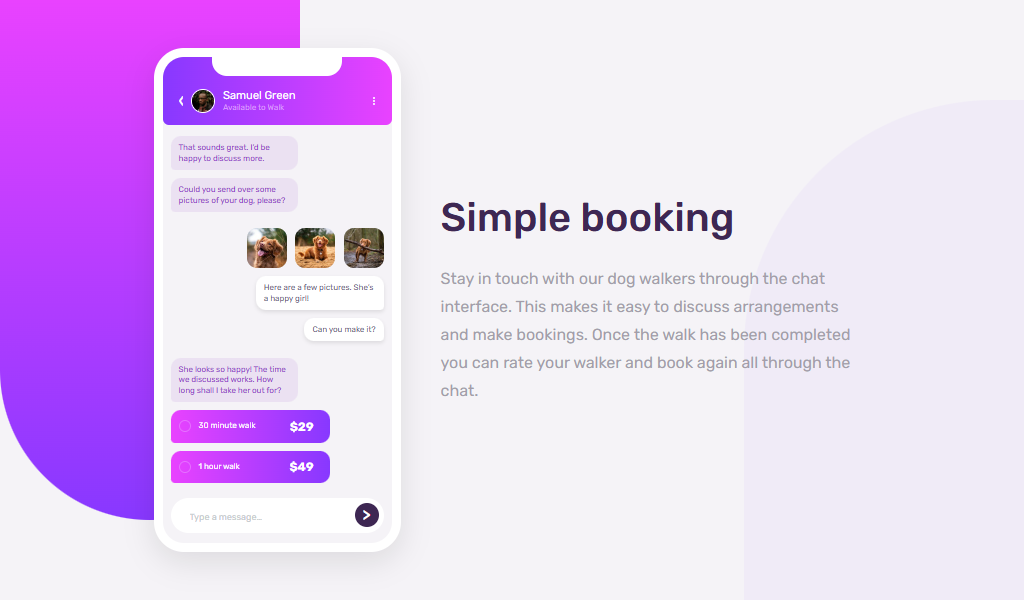 Samuel Green
Available to Walk
That sounds great. I'd be
happy to discuss more.
Could you send over some
pictures of your dog, please?
Here are a few pictures. She's
a happy girl!
Can you make it?
She looks so happy! The time
we discussed works. How
long shall I take her out for?
30 minute walk $29
1 hour walk $49
Type a message…
Simple booking
Stay in touch with our dog walkers through the chat
interface. This makes it easy to discuss arrangements
and make bookings. Once the walk has been completed
you can rate your walker and book again all through the
chat.